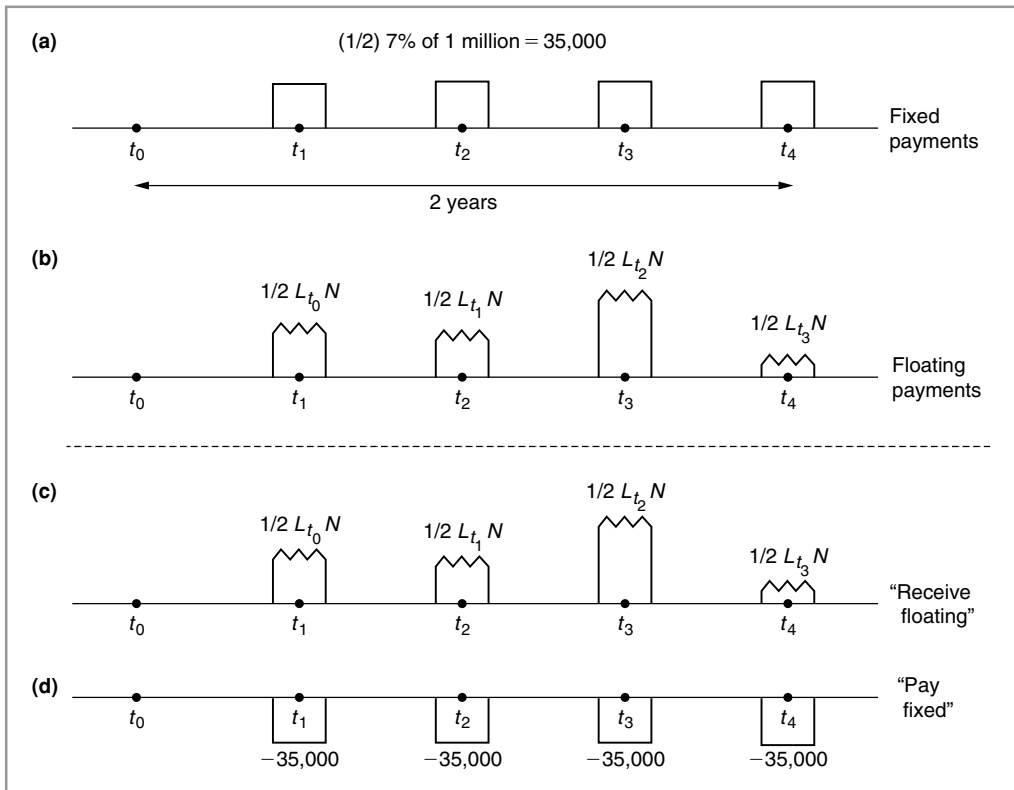 (a)
(1/2) 7% of 1 million = 35,000
Fixed
payments
t0 t1 t2 t3 t4
2 years
(b)
1/2 Lt0 N 1/2 Lt1 N 1/2 Lt2 N 1/2 Lt3 N
Floating
payments
t0 t1 t2 t3 t4
(c)
1/2 Lt0 N 1/2 Lt1 N 1/2 Lt2 N 1/2 Lt3 N
“Receive
floating”
t0 t1 t2 t3 t4
(d)
“Pay
fixed”
t0 t1 t2 t3 t4
−35,000 −35,000 −35,000 −35,000